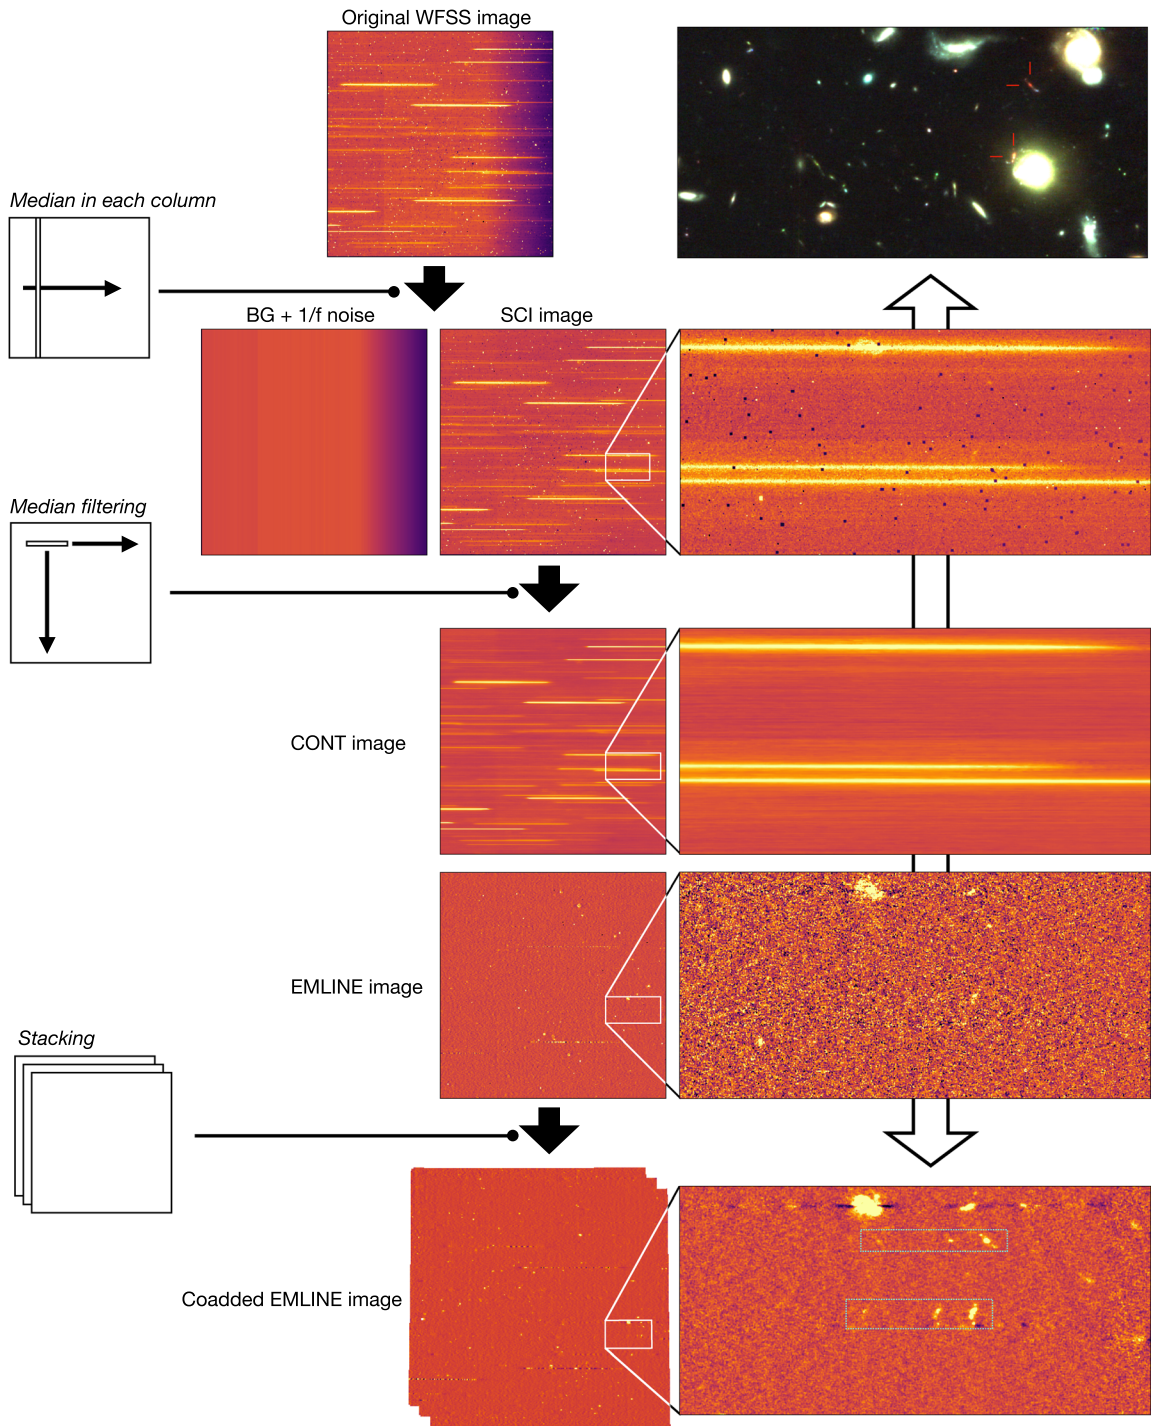 Original WFSS image
Median in each column
BG + 1/f noise
SCI image
Median filtering
CONT image
EMLINE image
Stacking
Coadded EMLINE image